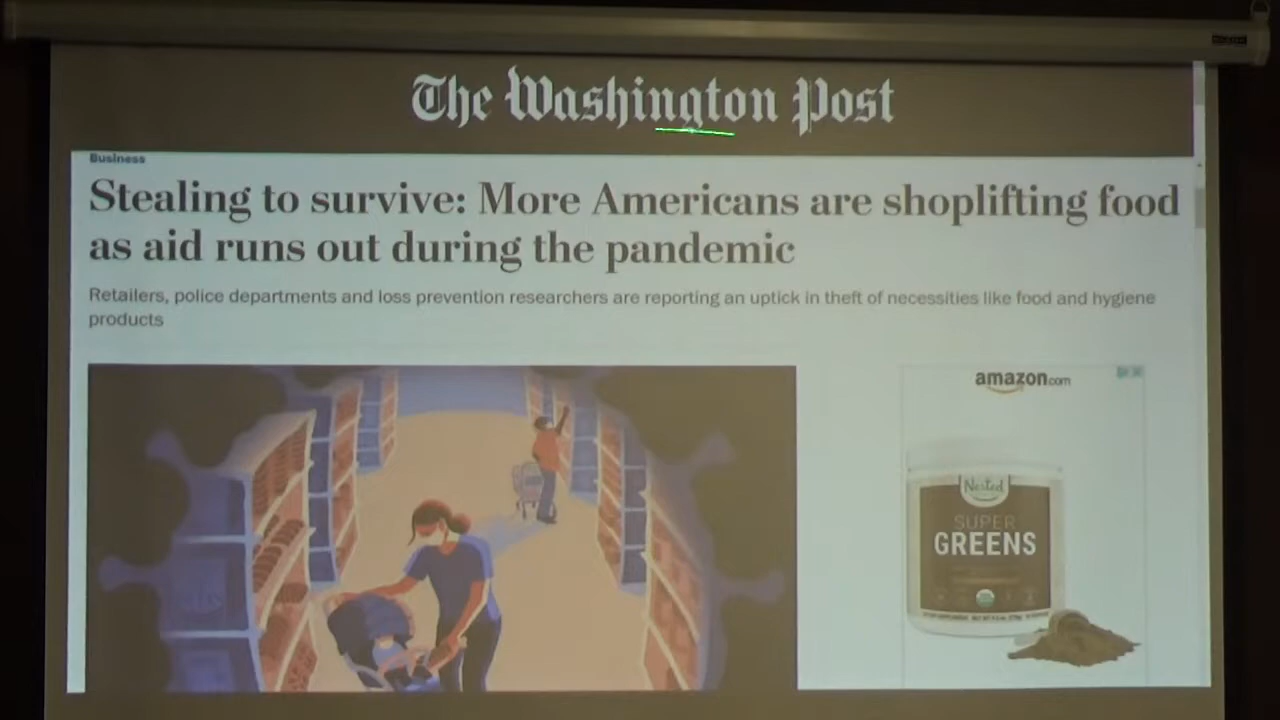 The Washington Post
Business
Stealing to survive: More Americans are shoplifting food
as aid runs out during the pandemic
Retailers, police departments and loss prevention researchers are reporting an uptick in theft of necessities like food and hygiene
products
amazon.com
Nested
SUPER
GREENS